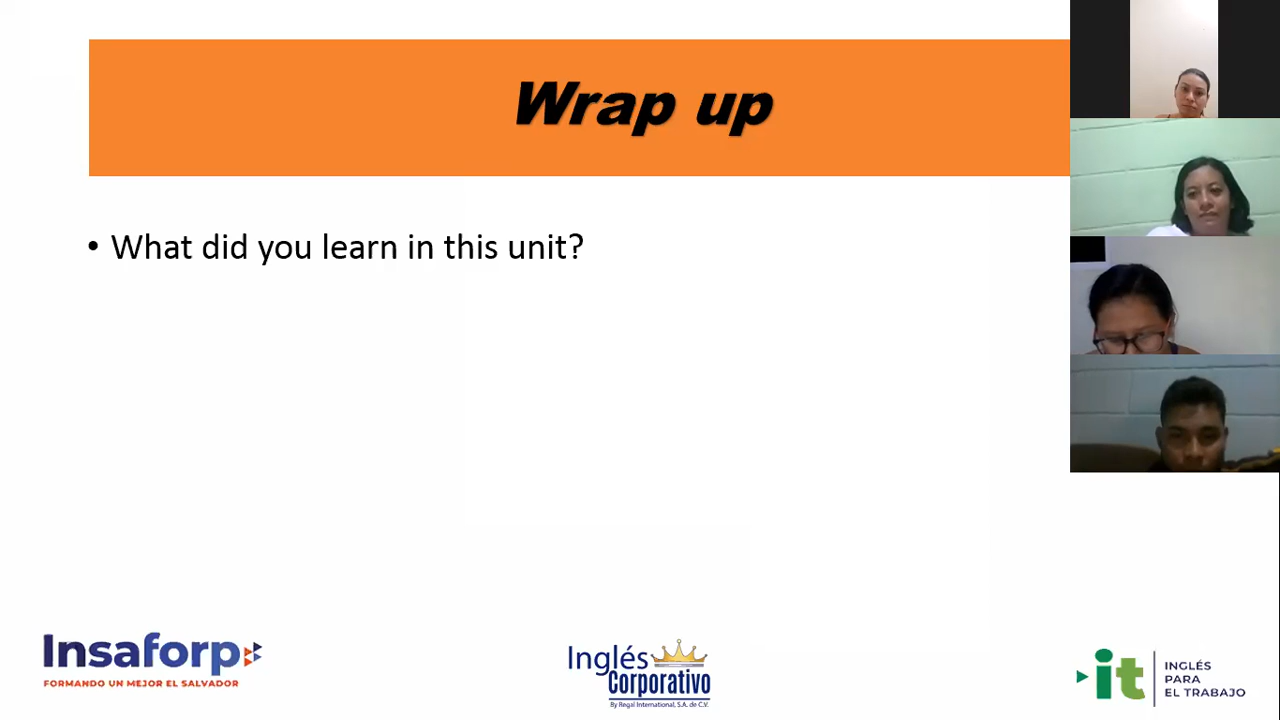 Wrap up
• What did you learn in this unit?
Insaforp
FORMANDO UN MEJOR EL SALVADOR
Inglés
Corporativo
By Regal International, S.A. de C.V.
it
INGLÉS
PARA
EL TRABAJO